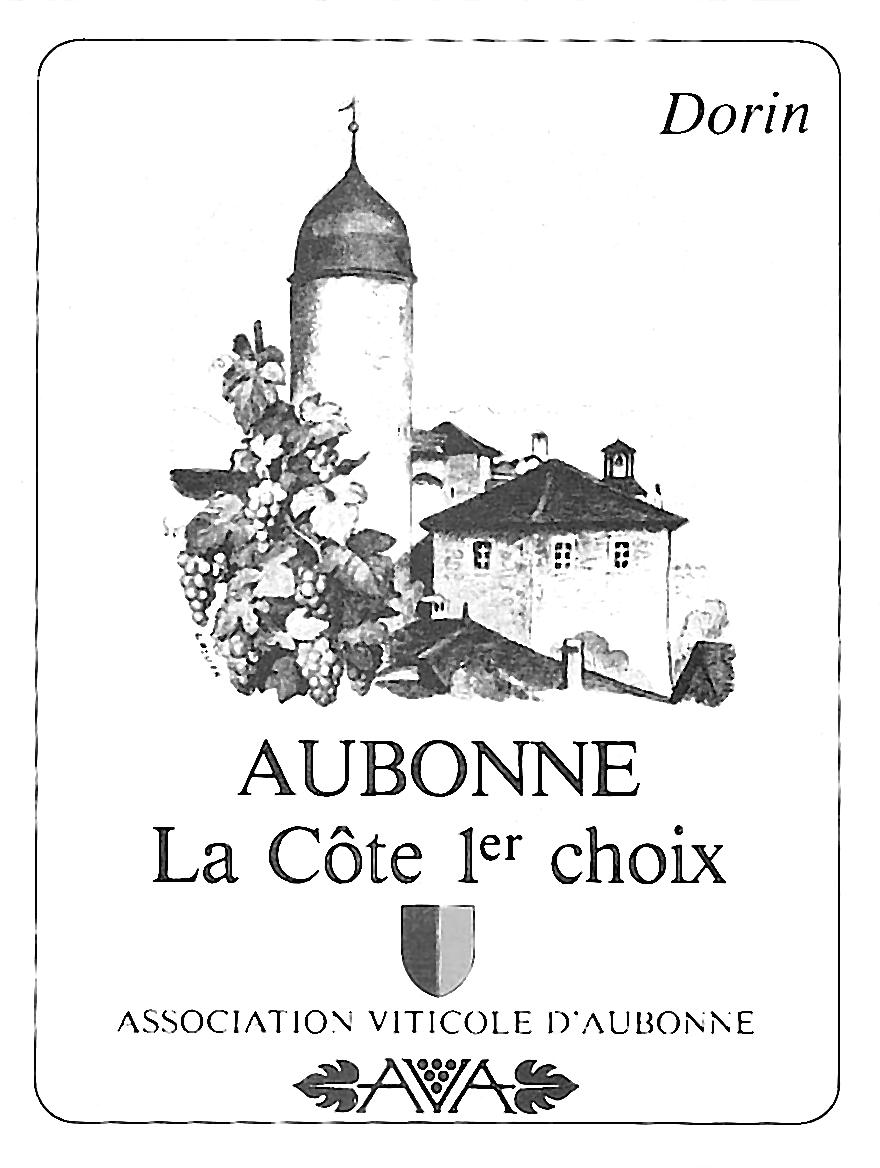 Dorin
AUBONNE
La Côte 1er choix
ASSOCIATION VITICOLE D'AUBONNE
AVA